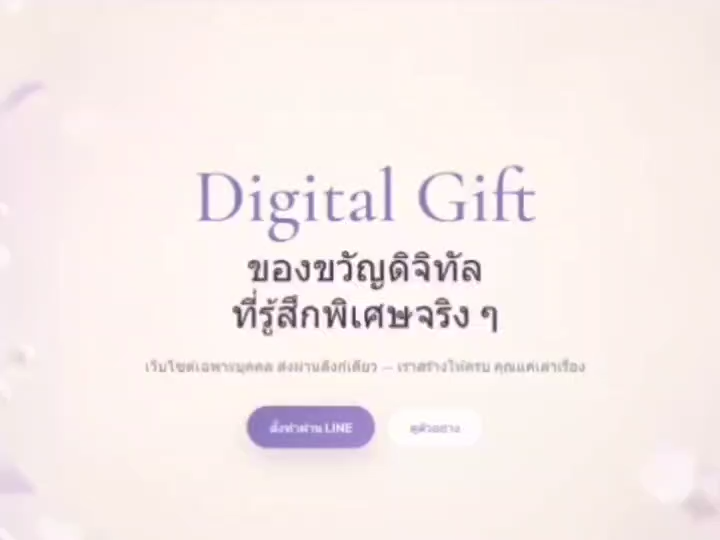 Digital Gift
ของขวัญดิจิทัล
ที่รู้สึกพิเศษจริง ๆ
เว็บไซต์เฉพาะบุคคล ส่งผ่านลิงก์เดียว — เราสร้างให้ครบ คุณแค่เล่าเรื่อง
สั่งทำผ่าน LINE
ดูตัวอย่าง